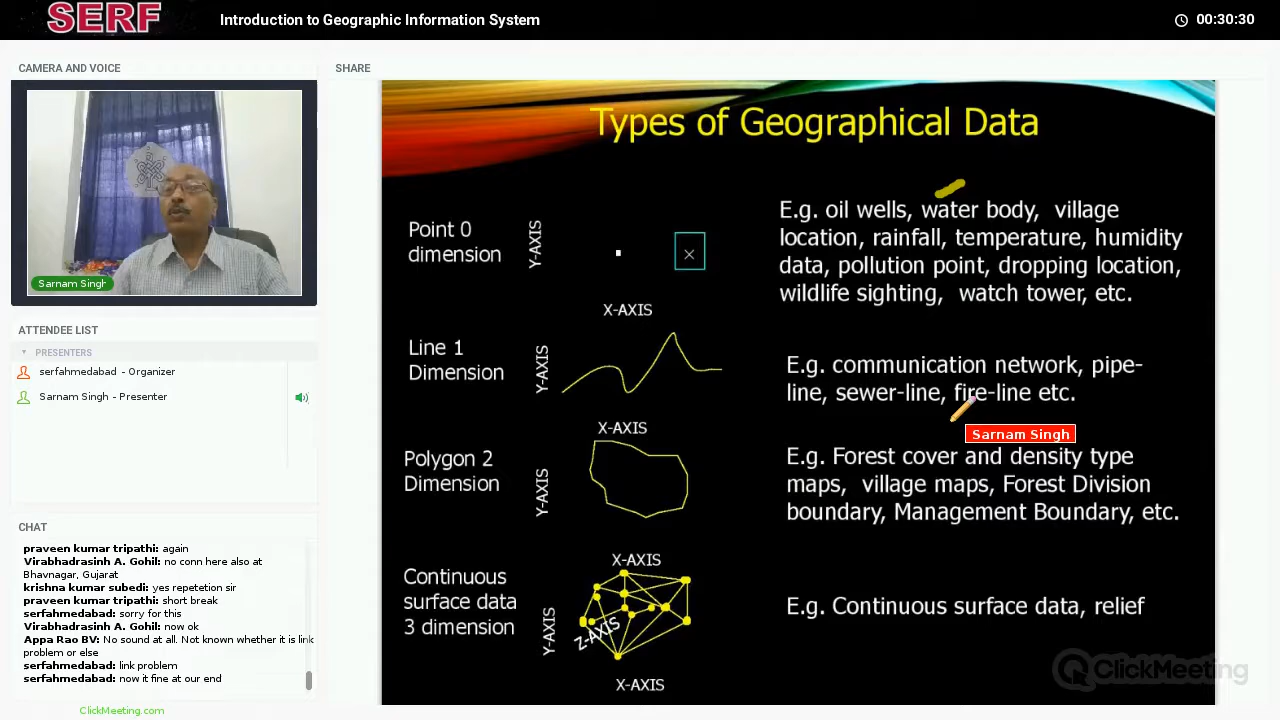 SERF
Introduction to Geographic Information System
00:30:30
CAMERA AND VOICE
Sarnam Singh
ATTENDEE LIST
PRESENTERS
serfahmedabad - Organizer
Sarnam Singh - Presenter
CHAT
praveen kumar tripathi: again
Virabhadrasinh A. Gohil: no conn here also at
Bhavnagar, Gujarat
krishna kumar subedi: yes repetetion sir
praveen kumar tripathi: short break
serfahmedabad: sorry for this
Virabhadrasinh A. Gohil: now ok
Appa Rao BV: No sound at all. Not known whether it is link
problem or else
serfahmedabad: link problem
serfahmedabad: now it fine at our end
ClickMeeting.com
SHARE
Types of Geographical Data
Point 0
dimension
Y-AXIS
X-AXIS
E.g. oil wells, water body, village
location, rainfall, temperature, humidity
data, pollution point, dropping location,
wildlife sighting, watch tower, etc.
Line 1
Dimension
Y-AXIS
X-AXIS
E.g. communication network, pipe-
line, sewer-line, fire-line etc.
Sarnam Singh
Polygon 2
Dimension
Y-AXIS
X-AXIS
E.g. Forest cover and density type
maps, village maps, Forest Division
boundary, Management Boundary, etc.
Continuous
surface data
3 dimension
Y-AXIS
Z-AXIS
X-AXIS
E.g. Continuous surface data, relief
ClickMeeting